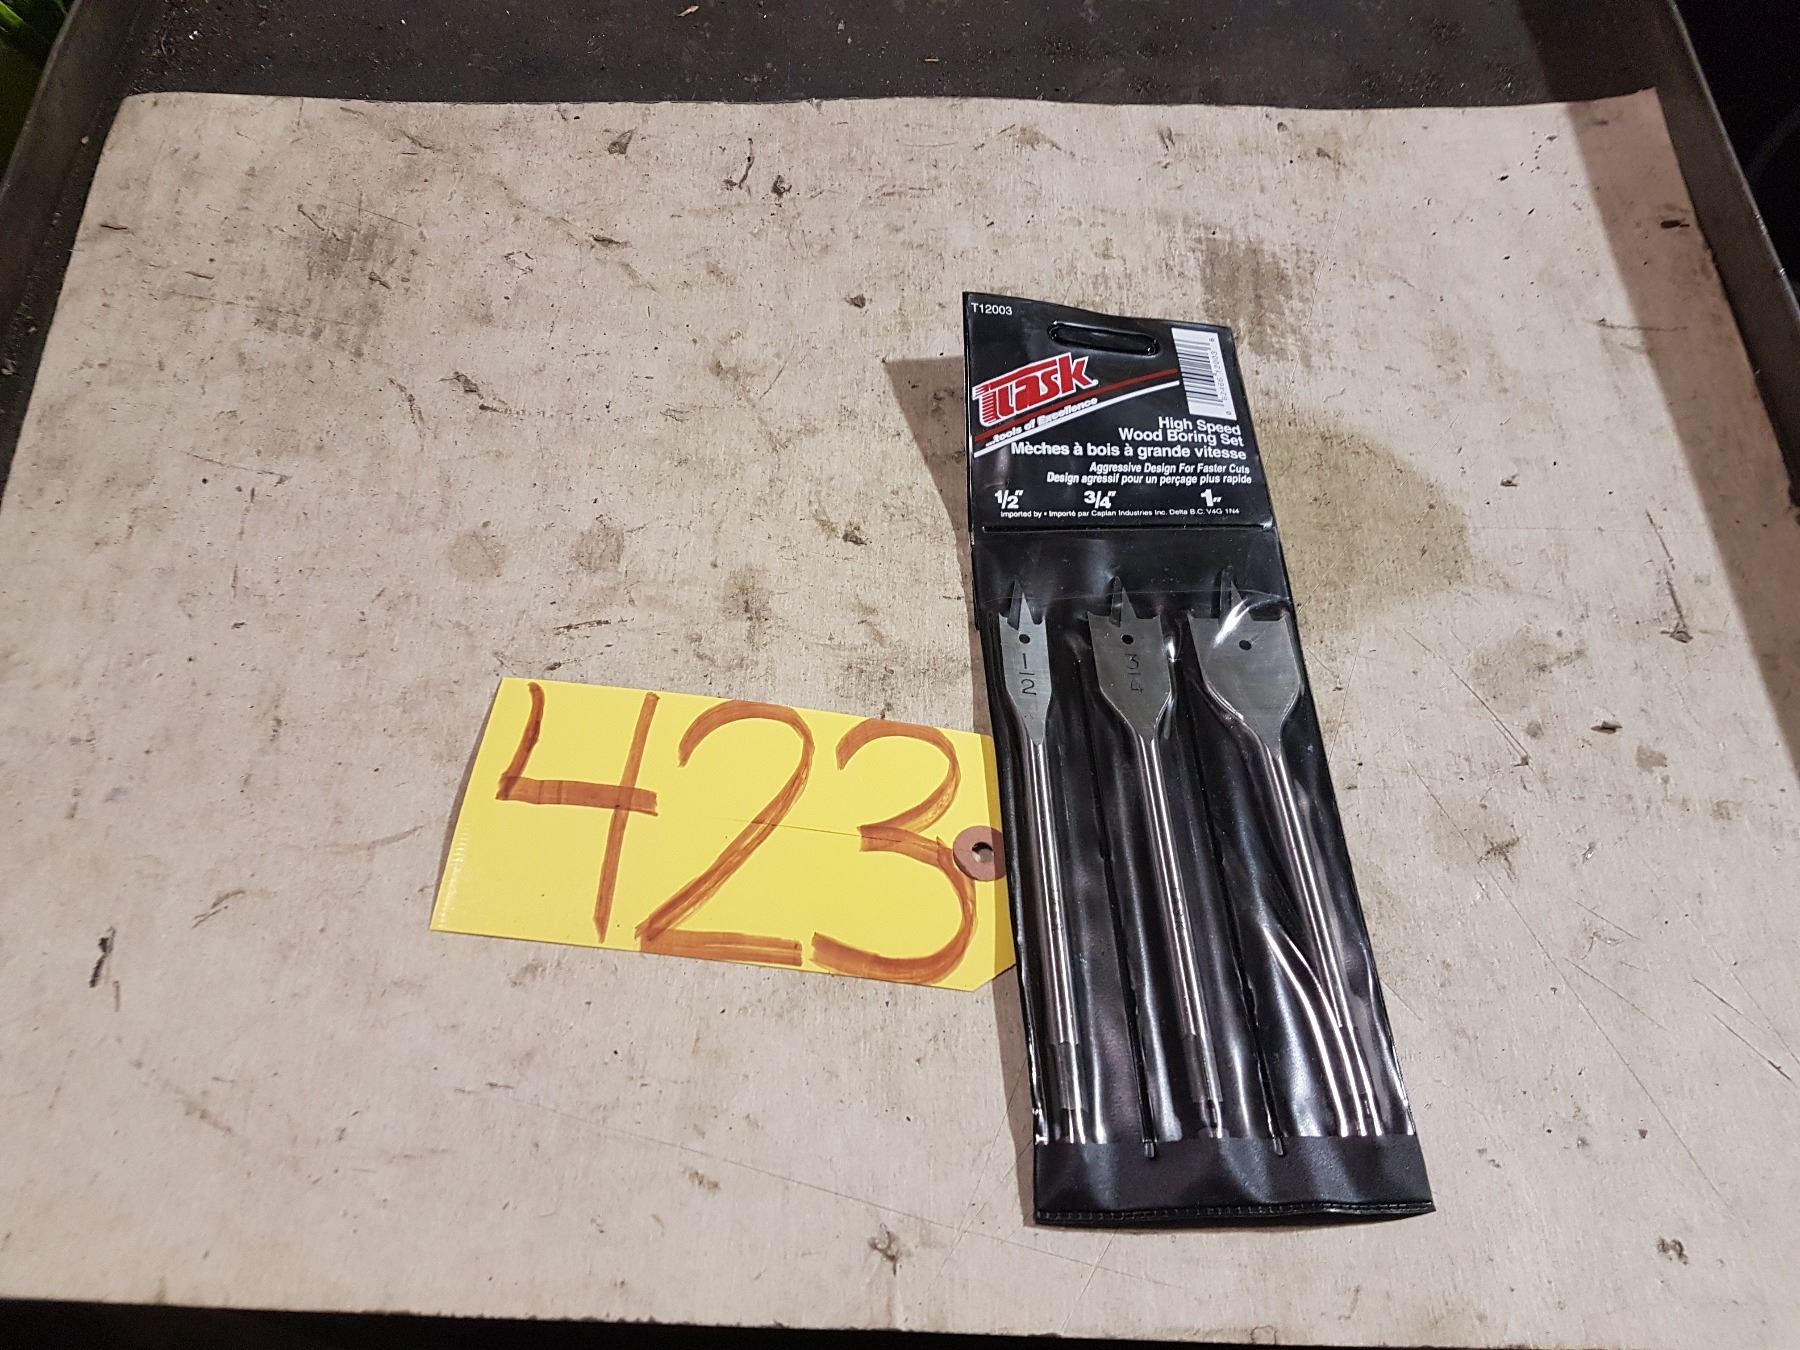 T12003
Task
...tools of Excellence
High Speed
Wood Boring Set
Mèches à bois à grande vitesse
Aggressive Design For Faster Cuts
Design agressif pour un perçage plus rapide
1/2" 3/4" 1"
Imported by • Importé par Caplan Industries Inc. Delta B.C. V4G 1N4
1/2
3/4
423